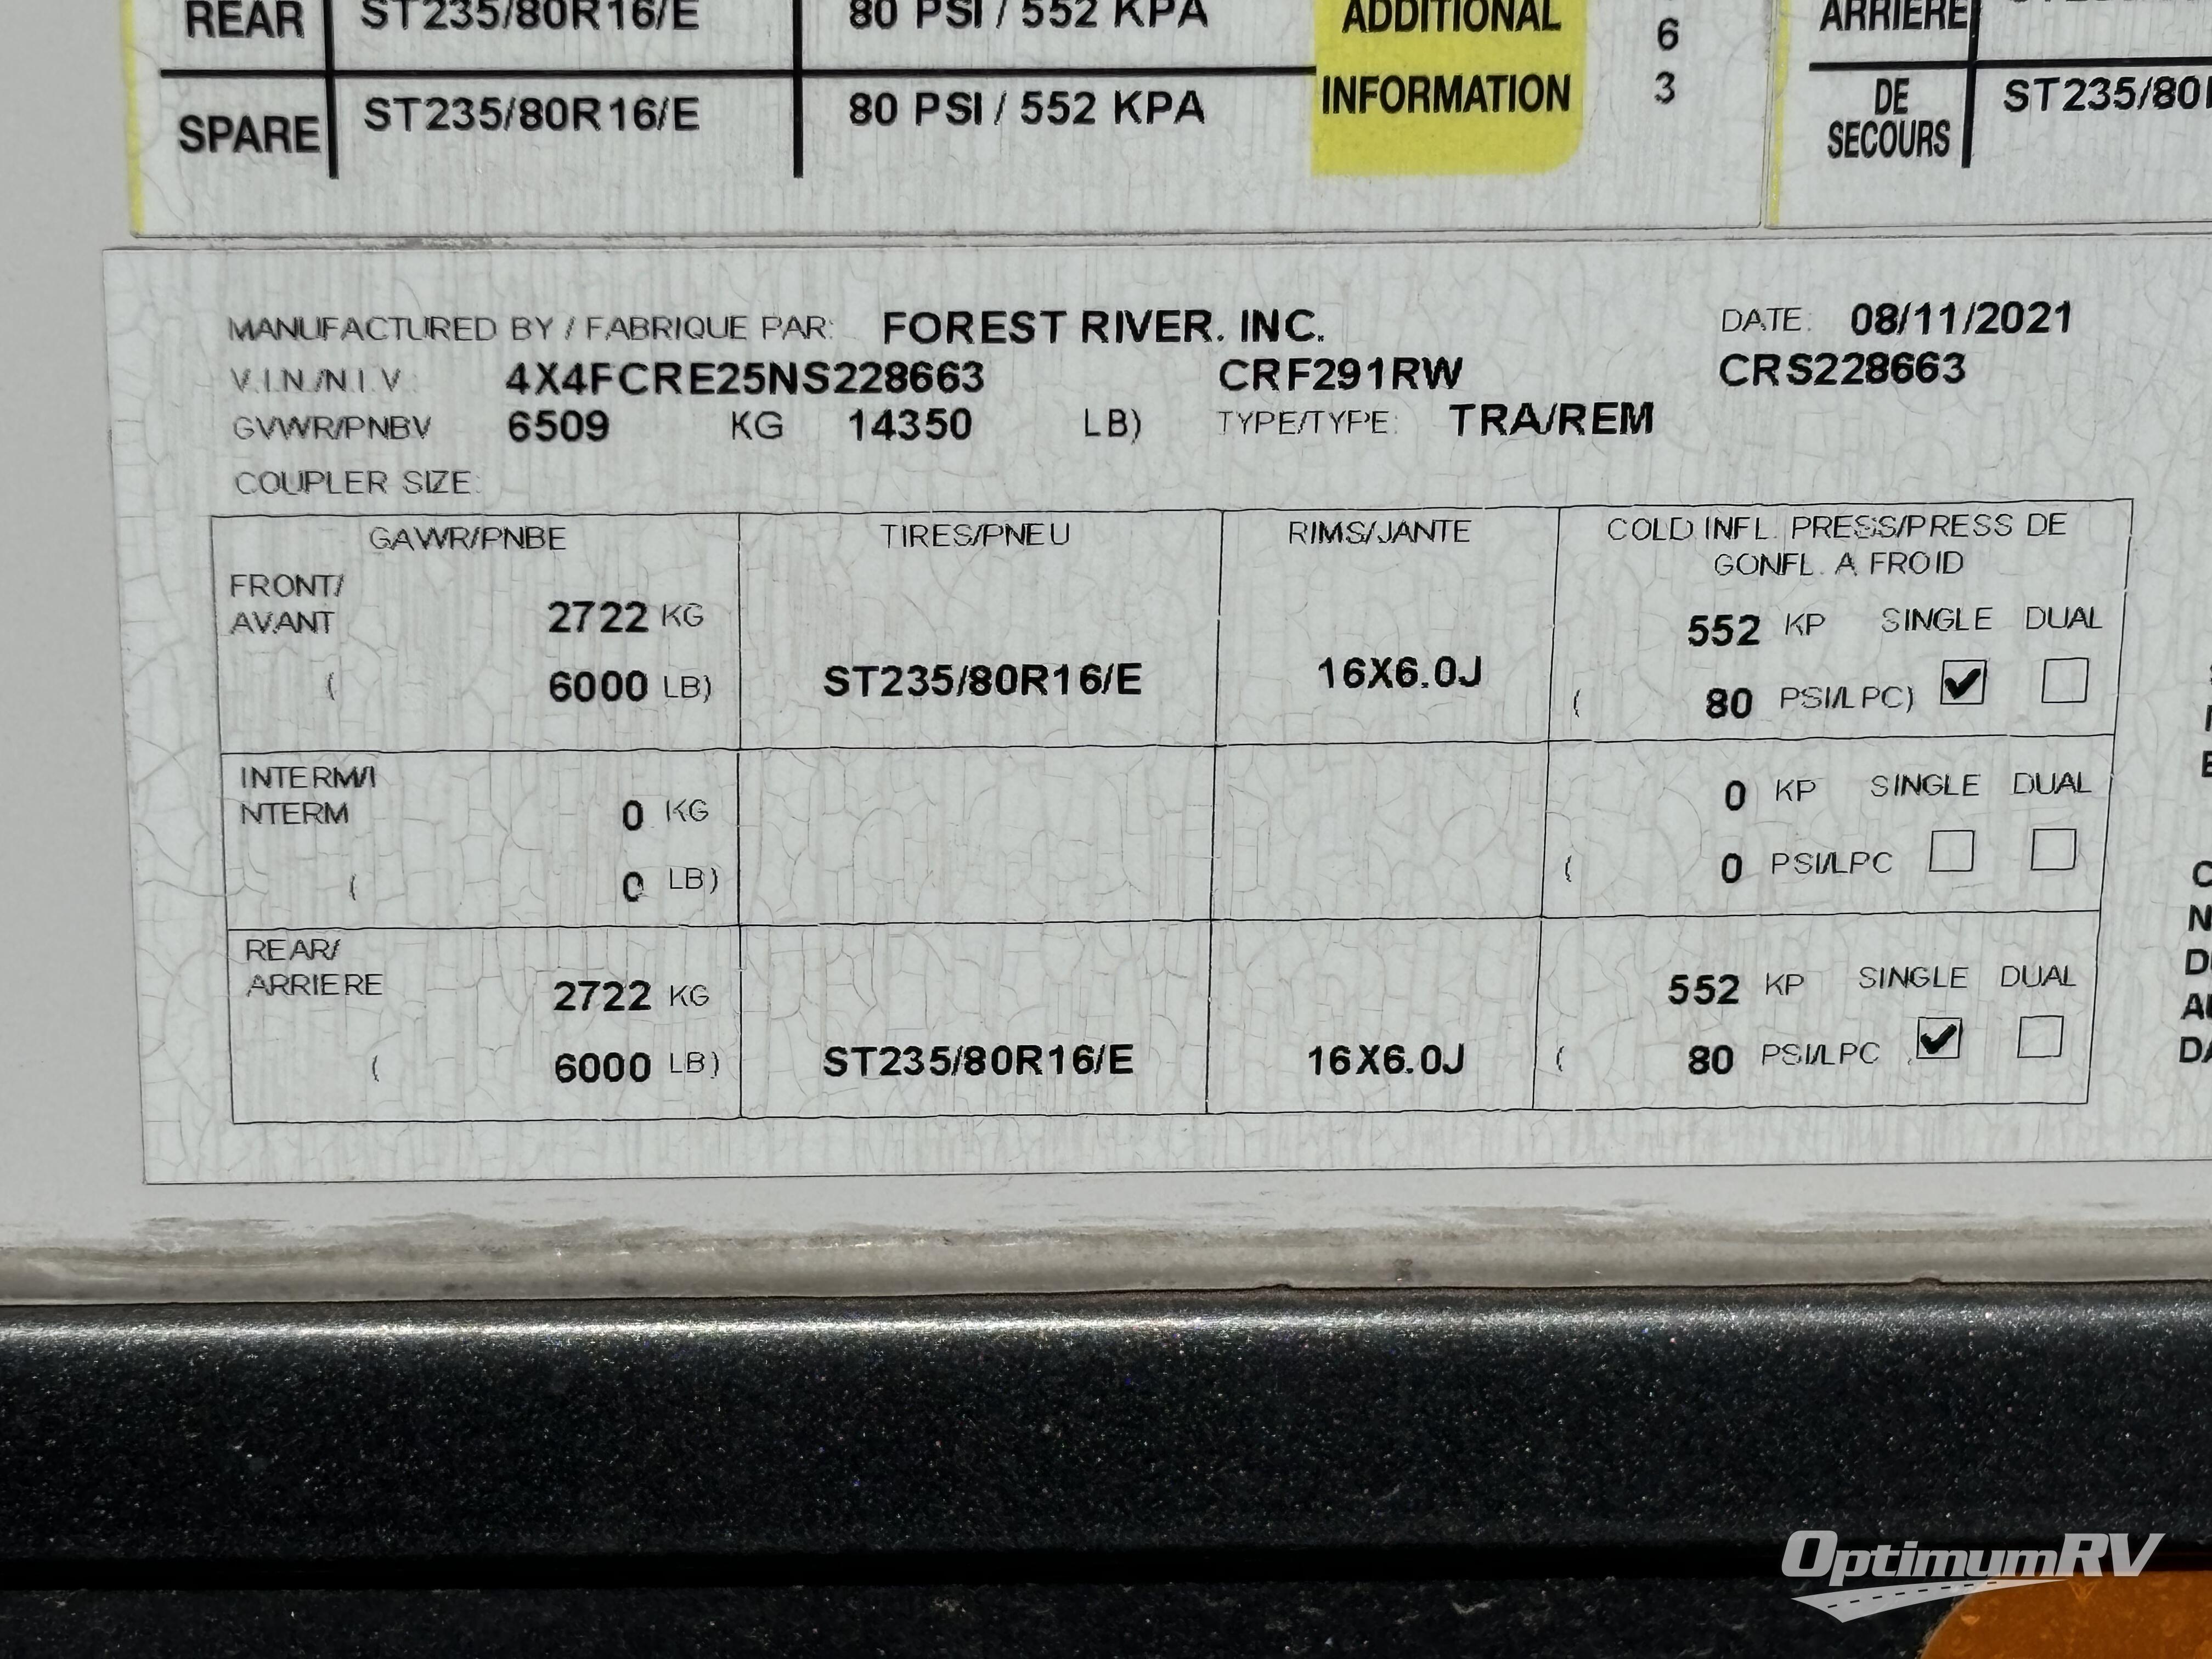 REAR ST235/80R16/E 80 PSI / 552 KPA ADDITIONAL 6 ARRIERE
SPARE ST235/80R16/E 80 PSI / 552 KPA INFORMATION 3 DE SECOURS ST235/80
MANUFACTURED BY / FABRIQUE PAR: FOREST RIVER. INC. DATE: 08/11/2021
V.I.N./N.I.V.: 4X4FCRE25NS228663 CRF291RW CRS228663
GVWR/PNBV 6509 KG 14350 LB) TYPE/TYPE: TRA/REM
COUPLER SIZE:
GAWR/PNBE TIRES/PNEU RIMS/JANTE COLD INFL. PRESS/PRESS DE
GONFL. A FROID
FRONT/
AVANT 2722 KG 552 KP SINGLE DUAL
( 6000 LB) ST235/80R16/E 16X6.0J ( 80 PSI/LPC)
INTERM/I
NTERM 0 KG 0 KP SINGLE DUAL
( 0 LB) ( 0 PSI/LPC
REAR/
ARRIERE 2722 KG 552 KP SINGLE DUAL
( 6000 LB) ST235/80R16/E 16X6.0J ( 80 PSI/LPC
OptimumRV